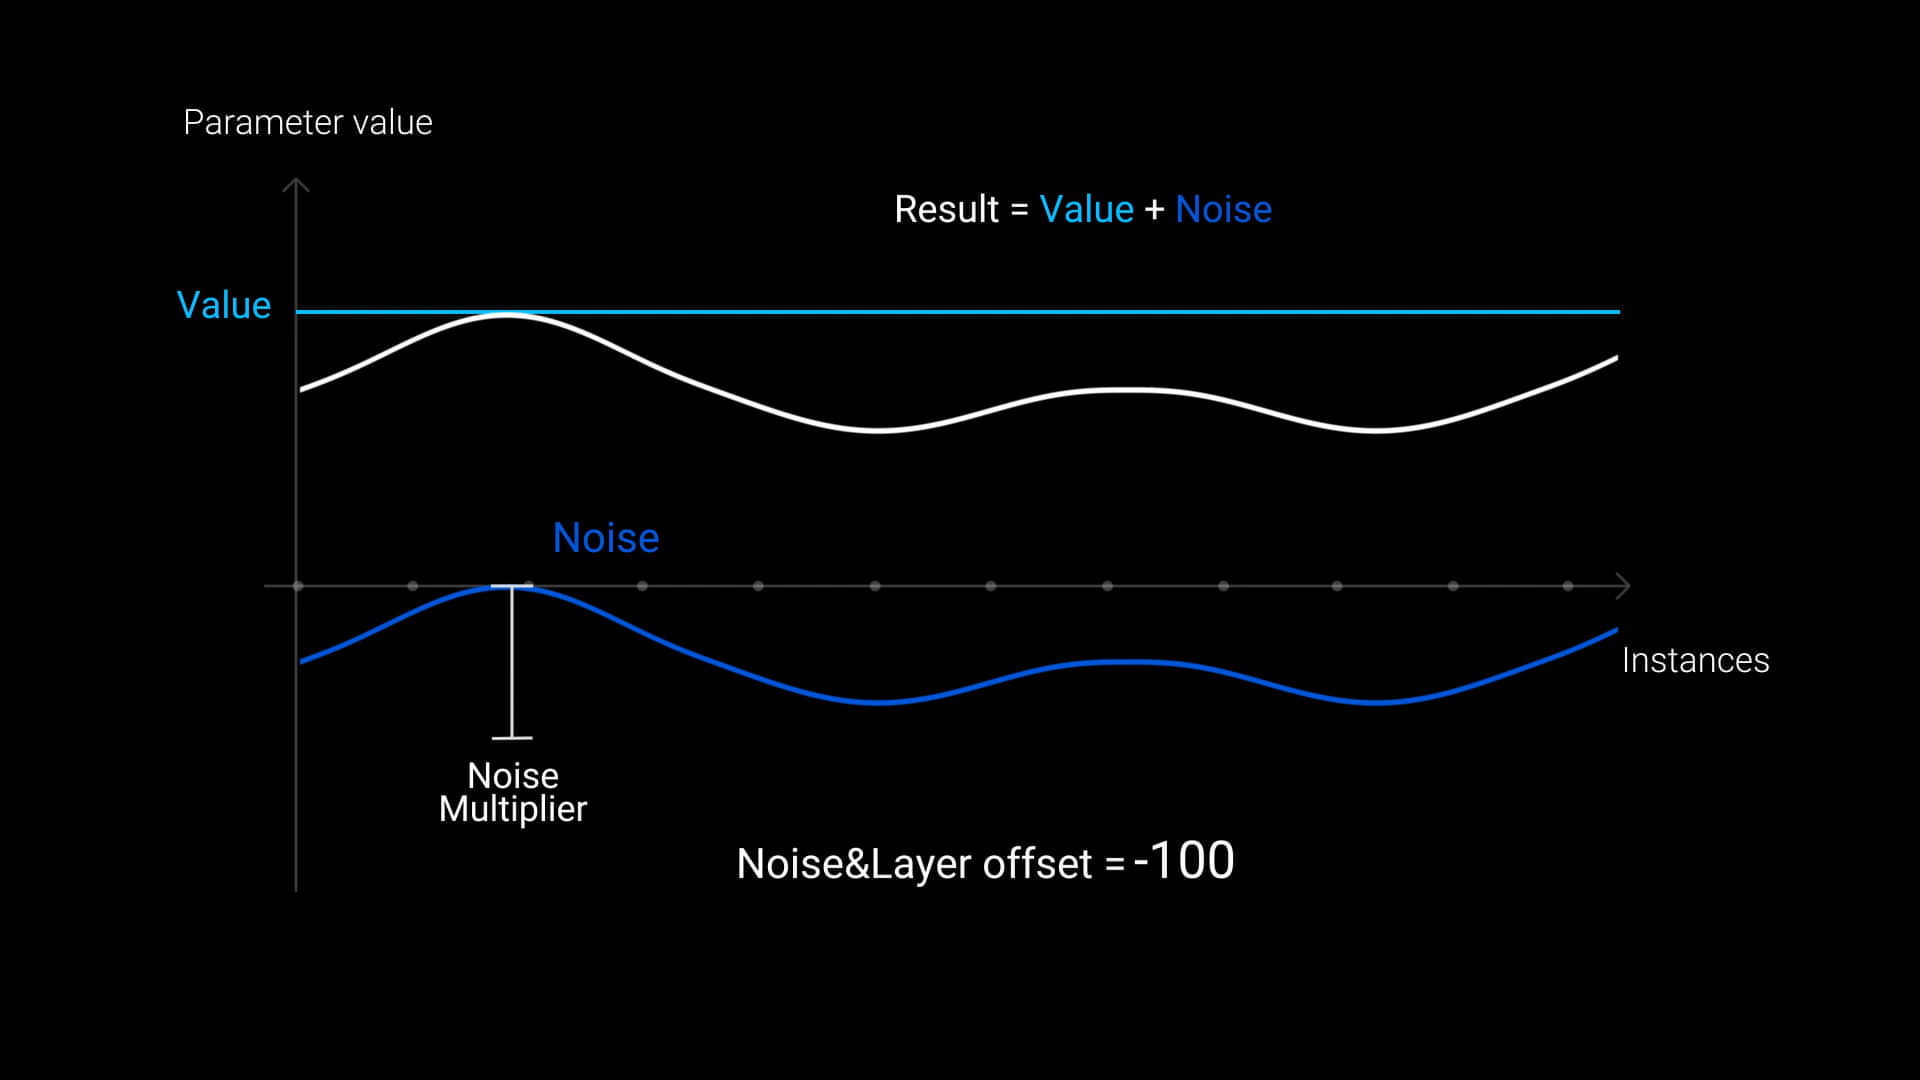 Parameter value
Result = Value + Noise
Value
Noise
Instances
Noise
Multiplier
Noise&Layer offset = -100